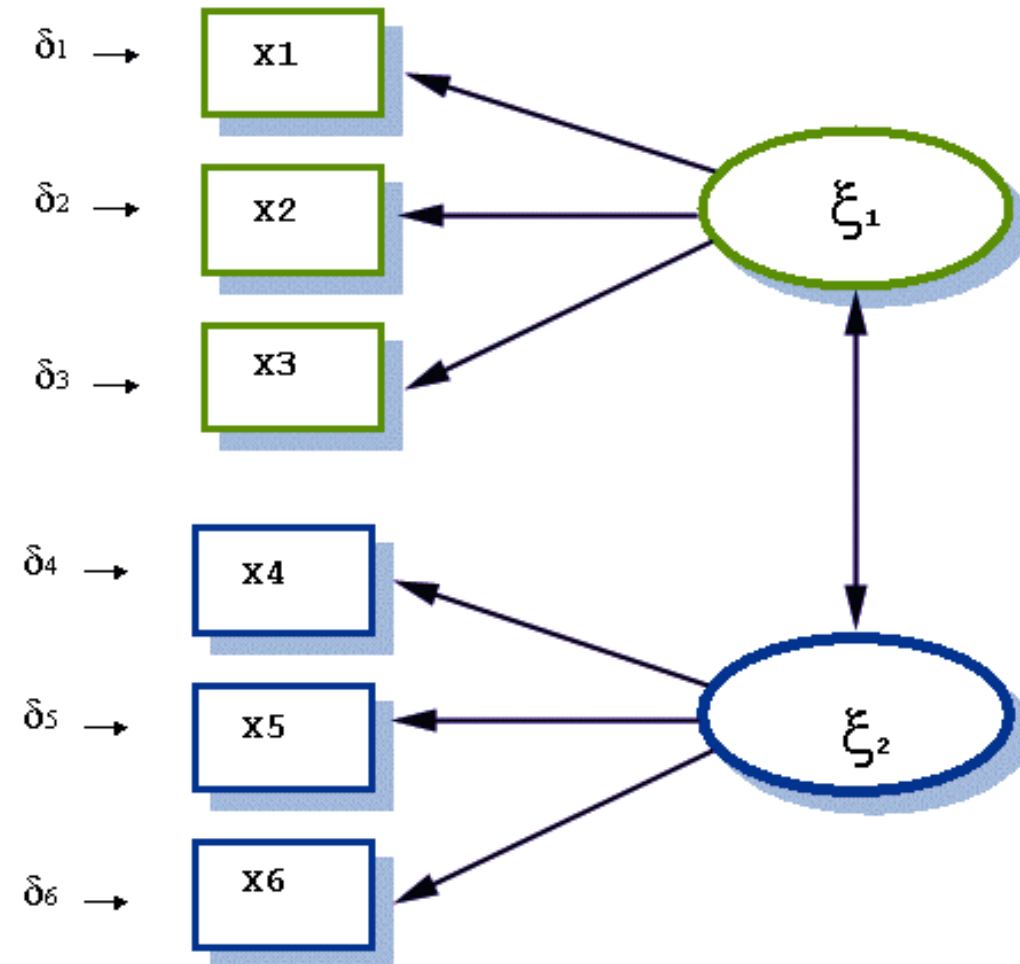 δ1 → x1
δ2 → x2
ξ1
δ3 → x3
δ4 → x4
δ5 → x5
ξ2
δ6 → x6